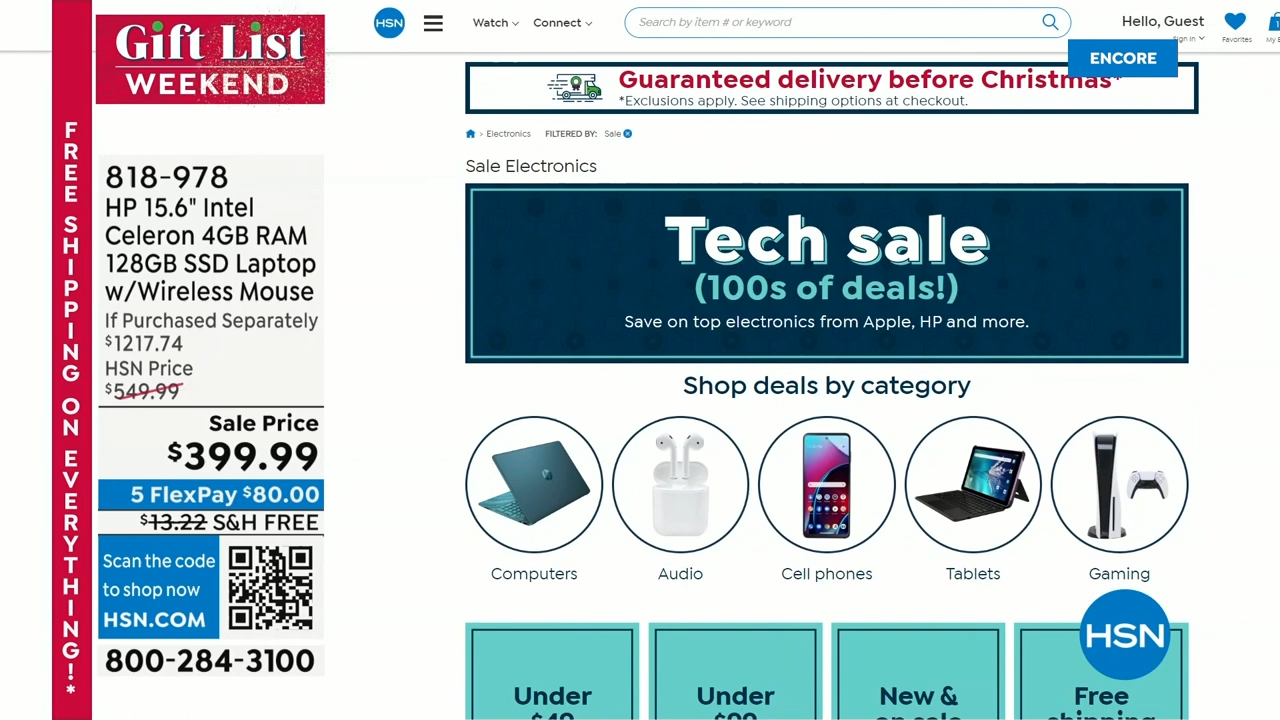 Gift List
WEEKEND
FREE SHIPPING ON EVERYTHING!*
818-978
HP 15.6" Intel
Celeron 4GB RAM
128GB SSD Laptop
w/Wireless Mouse
If Purchased Separately
$1217.74
HSN Price
$549.99
Sale Price
$399.99
5 FlexPay $80.00
$13.22 S&H FREE
Scan the code
to shop now
HSN.COM
800-284-3100
HSN
Watch
Connect
Search by item # or keyword
Hello, Guest
Sign In
Favorites
ENCORE
Guaranteed delivery before Christmas*
*Exclusions apply. See shipping options at checkout.
> Electronics FILTERED BY: Sale
Sale Electronics
Tech sale
(100s of deals!)
Save on top electronics from Apple, HP and more.
Shop deals by category
Computers
Audio
Cell phones
Tablets
Gaming
HSN
Under
Under
New &
on sale
Free
shipping